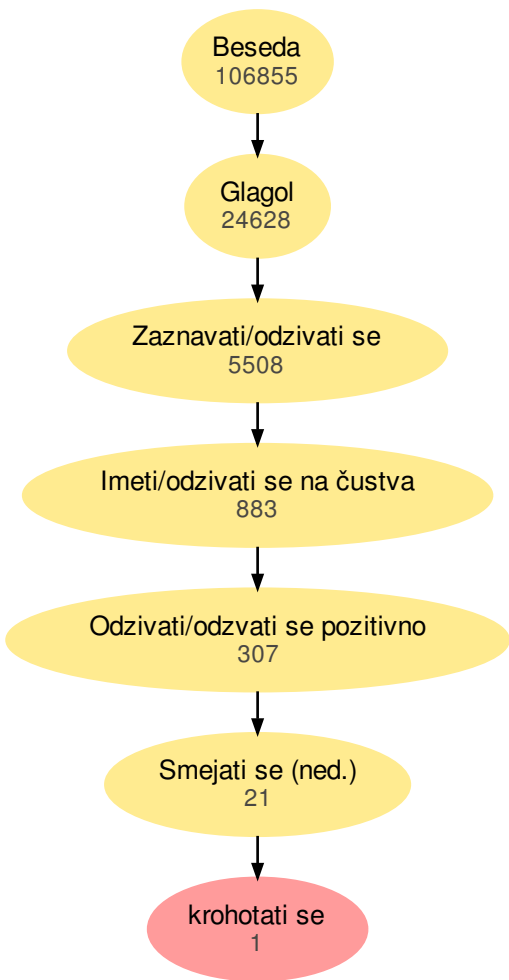 Beseda
106855
Glagol
24628
Zaznavati/odzivati se
5508
Imeti/odzivati se na čustva
883
Odzivati/odzvati se pozitivno
307
Smejati se (ned.)
21
krohotati se
1